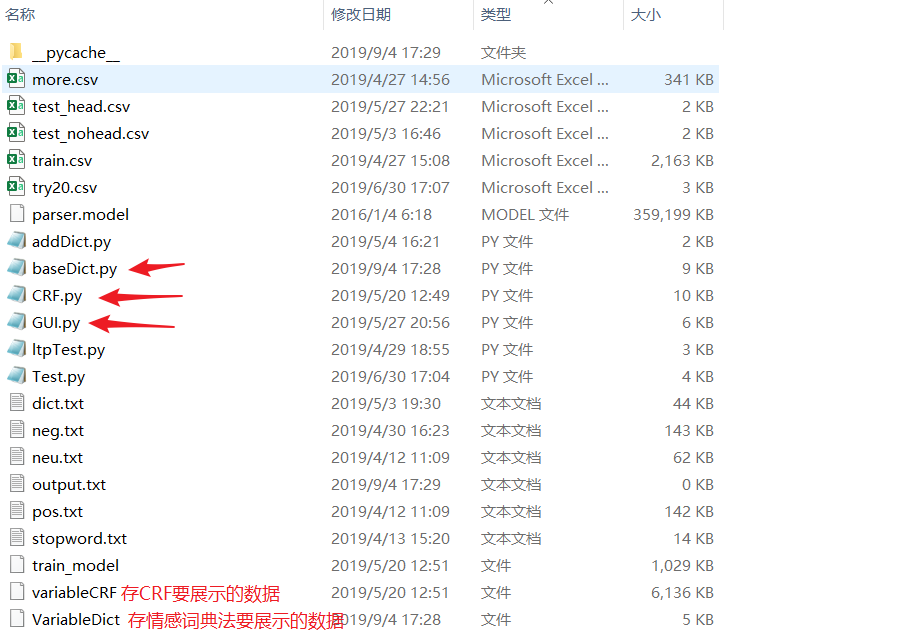 名称 修改日期 类型 大小
__pycache__ 2019/9/4 17:29 文件夹
more.csv 2019/4/27 14:56 Microsoft Excel ... 341 KB
test_head.csv 2019/5/27 22:21 Microsoft Excel ... 2 KB
test_nohead.csv 2019/5/3 16:46 Microsoft Excel ... 2 KB
train.csv 2019/4/27 15:08 Microsoft Excel ... 2,163 KB
try20.csv 2019/6/30 17:07 Microsoft Excel ... 3 KB
parser.model 2016/1/4 6:18 MODEL 文件 359,199 KB
addDict.py 2019/5/4 16:21 PY 文件 2 KB
baseDict.py 2019/9/4 17:28 PY 文件 9 KB
CRF.py 2019/5/20 12:49 PY 文件 10 KB
GUI.py 2019/5/27 20:56 PY 文件 6 KB
ltpTest.py 2019/4/29 18:55 PY 文件 3 KB
Test.py 2019/6/30 17:04 PY 文件 4 KB
dict.txt 2019/5/3 19:30 文本文档 44 KB
neg.txt 2019/4/30 16:23 文本文档 143 KB
neu.txt 2019/4/12 11:09 文本文档 62 KB
output.txt 2019/9/4 17:29 文本文档 0 KB
pos.txt 2019/4/12 11:09 文本文档 142 KB
stopword.txt 2019/4/13 15:20 文本文档 14 KB
train_model 2019/5/20 12:51 文件 1,029 KB
variableCRF 存CRF要展示的数据 2019/5/20 12:51 文件 6,136 KB
VariableDict 存情感词典法要展示的数据 2019/9/4 17:28 文件 5 KB